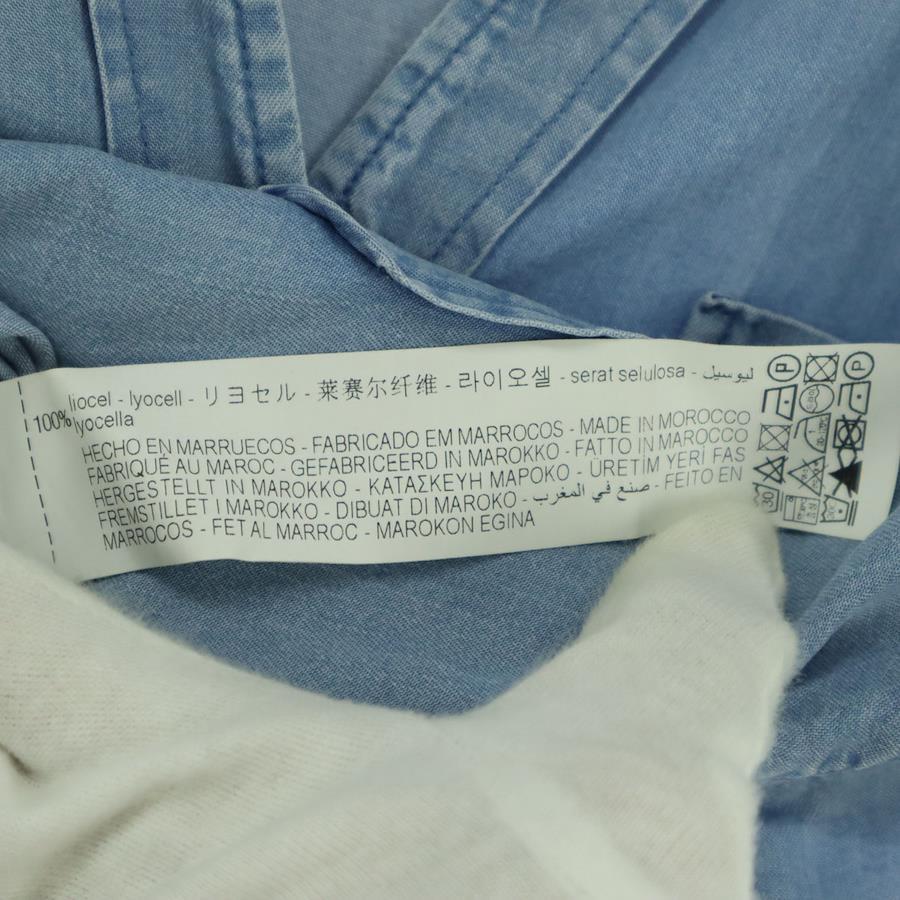 100% liocel - lyocell - リヨセル - 莱赛尔纤维 - 라이오셀 - serat selulosa - ليوسيل
lyocella
HECHO EN MARRUECOS - FABRICADO EM MARROCOS - MADE IN MOROCCO
FABRIQUÉ AU MAROC - GEFABRICEERD IN MAROKKO - FATTO IN MAROCCO
HERGESTELLT IN MAROKKO - ΚΑΤΑΣΚΕΥΗ ΜΑΡΟΚΟ - ÜRETİM YERİ FAS
FREMSTILLET I MAROKKO - DIBUAT DI MAROKO - صنع في المغرب - FEITO EN
MARROCOS - FET AL MARROC - MAROKON EGINA
P
P
30